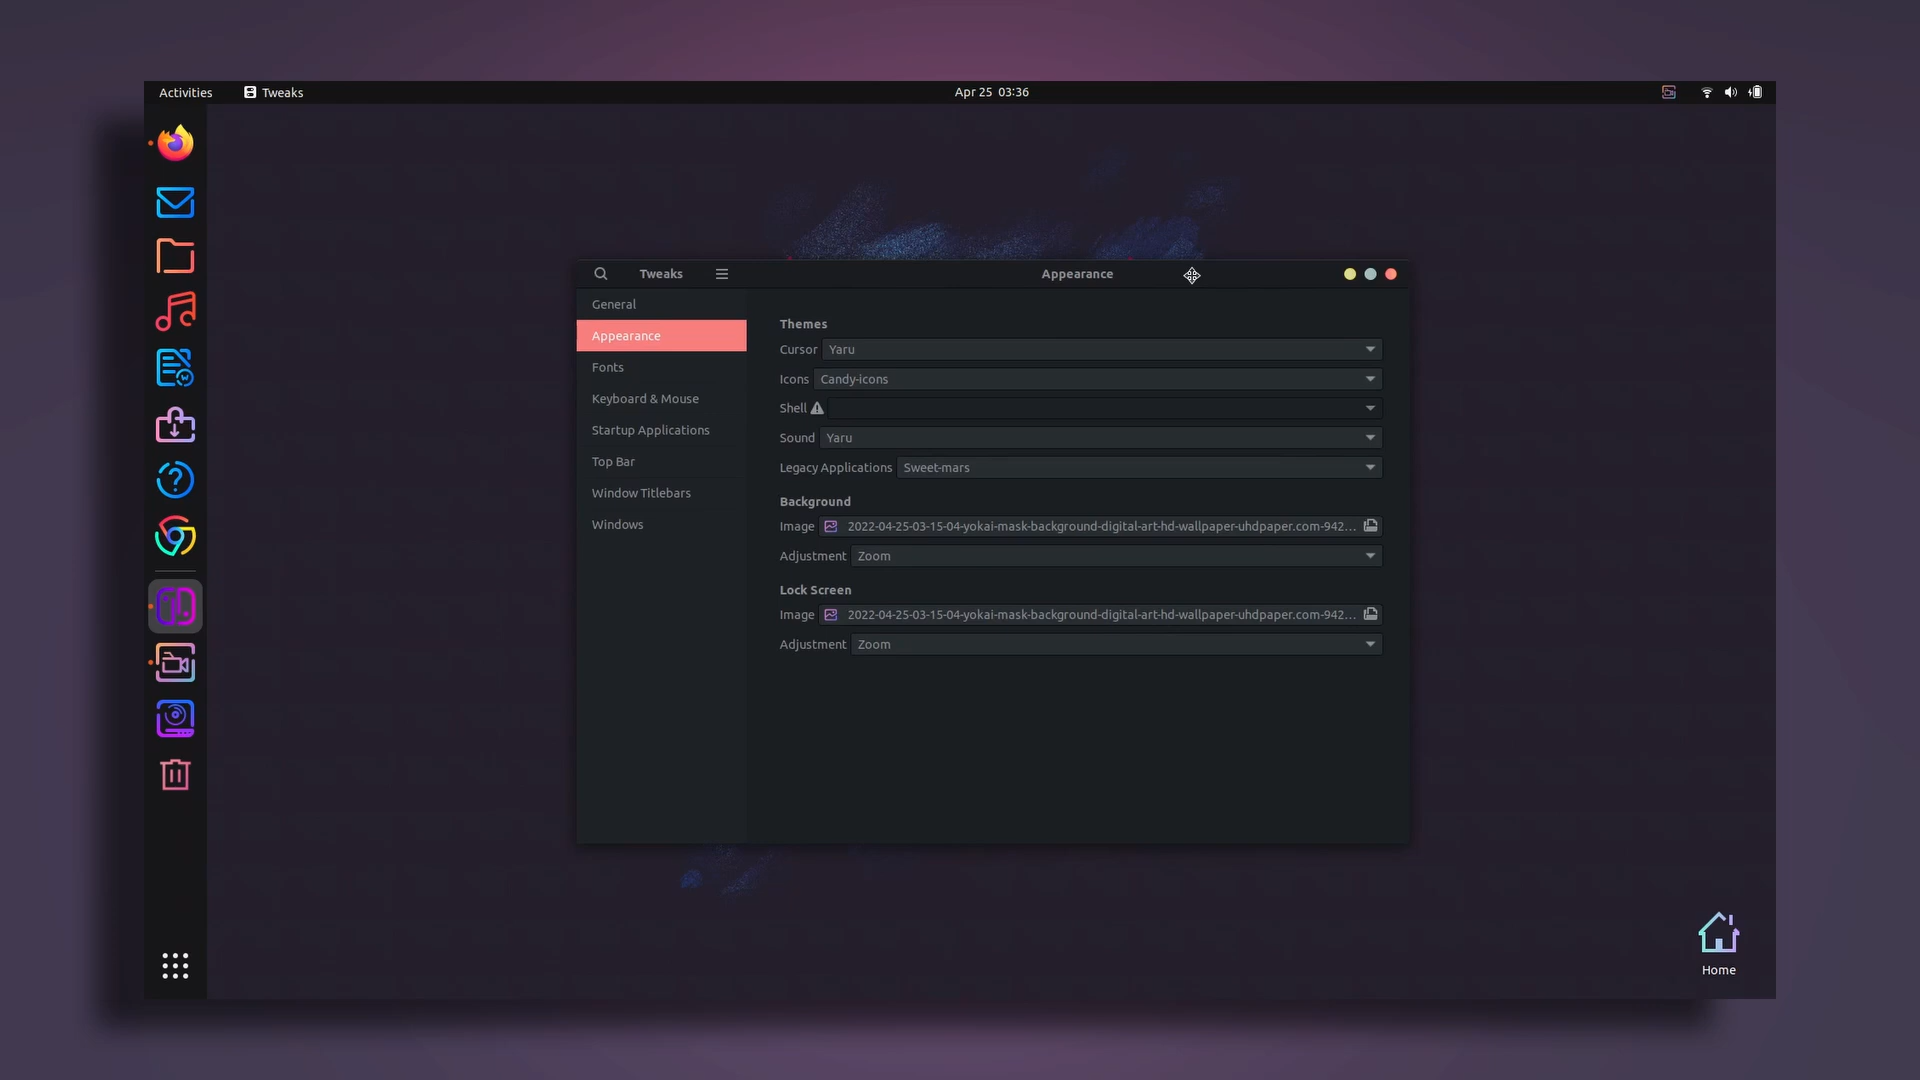 Activities
Tweaks
Apr 25 03:36
Tweaks
Appearance
General
Appearance
Fonts
Keyboard & Mouse
Startup Applications
Top Bar
Window Titlebars
Windows
Themes
Cursor Yaru
Icons Candy-icons
Shell
Sound Yaru
Legacy Applications Sweet-mars
Background
Image 2022-04-25-03-15-04-yokai-mask-background-digital-art-hd-wallpaper-uhdpaper.com-942...
Adjustment Zoom
Lock Screen
Image 2022-04-25-03-15-04-yokai-mask-background-digital-art-hd-wallpaper-uhdpaper.com-942...
Adjustment Zoom
Home